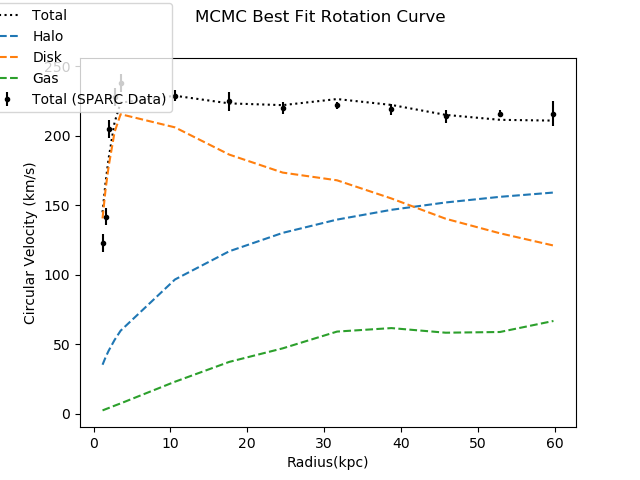 MCMC Best Fit Rotation Curve
Total
Halo
Disk
Gas
Total (SPARC Data)
Circular Velocity (km/s)
250
200
150
100
50
0
0 10 20 30 40 50 60
Radius(kpc)